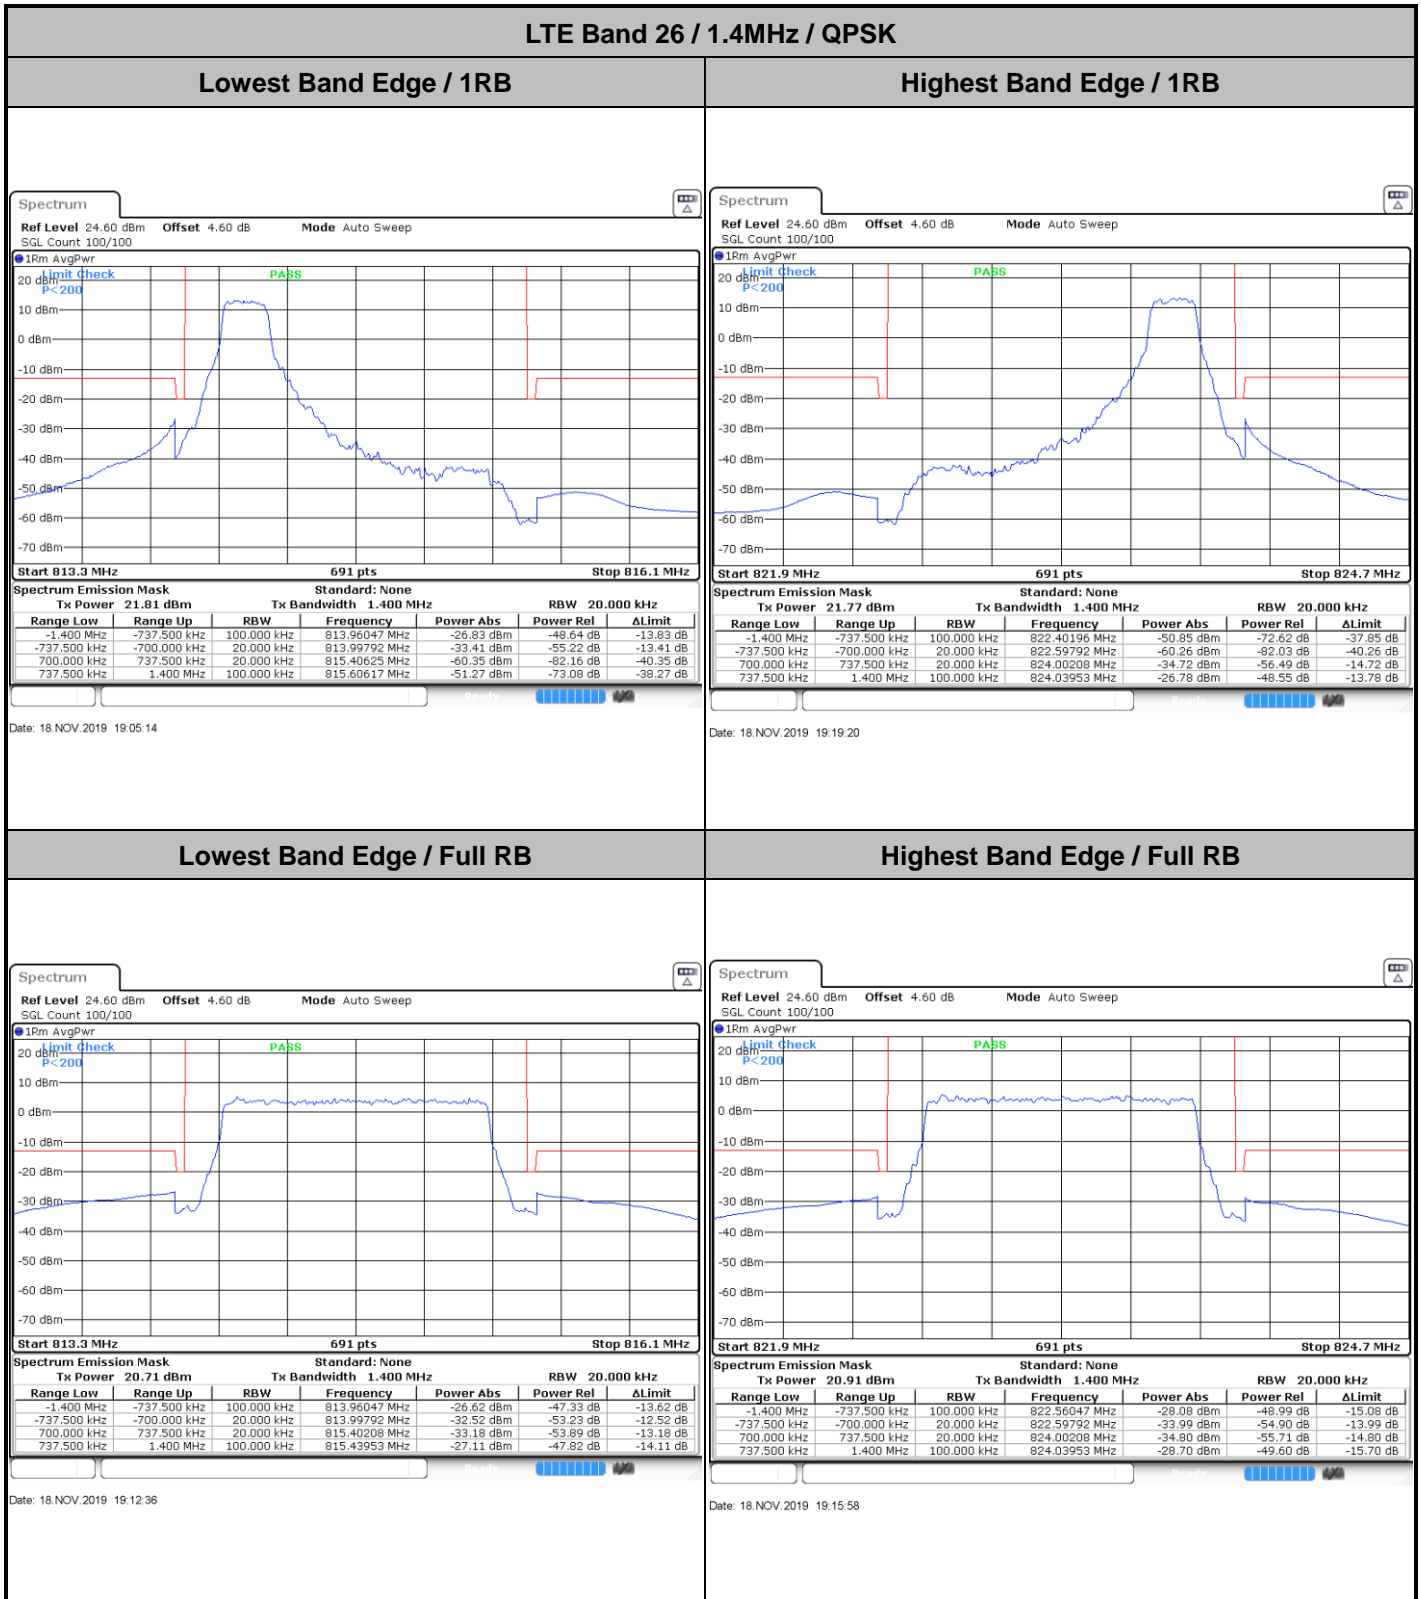 LTE Band 26 / 1.4MHz / QPSK
Lowest Band Edge / 1RB
Highest Band Edge / 1RB
Spectrum
Ref Level 24.60 dBm Offset 4.60 dB Mode Auto Sweep
SGL Count 100/100
1Rm AvgPwr
Limit Check PASS
P<200
20 dBm
10 dBm
0 dBm
-10 dBm
-20 dBm
-30 dBm
-40 dBm
-50 dBm
-60 dBm
-70 dBm
Start 813.3 MHz 691 pts Stop 816.1 MHz
Spectrum Emission Mask Standard: None
Tx Power 21.81 dBm Tx Bandwidth 1.400 MHz RBW 20.000 kHz
Range Low Range Up RBW Frequency Power Abs Power Rel ΔLimit
-1.400 MHz -737.500 kHz 100.000 kHz 813.96047 MHz -26.83 dBm -48.64 dB -13.83 dB
-737.500 kHz -700.000 kHz 20.000 kHz 813.99792 MHz -33.41 dBm -55.22 dB -13.41 dB
700.000 kHz 737.500 kHz 20.000 kHz 815.40625 MHz -60.35 dBm -82.16 dB -40.35 dB
737.500 kHz 1.400 MHz 100.000 kHz 815.60617 MHz -51.27 dBm -73.08 dB -38.27 dB
Ready
Date: 18.NOV.2019 19:05:14
Spectrum
Ref Level 24.60 dBm Offset 4.60 dB Mode Auto Sweep
SGL Count 100/100
1Rm AvgPwr
Limit Check PASS
P<200
20 dBm
10 dBm
0 dBm
-10 dBm
-20 dBm
-30 dBm
-40 dBm
-50 dBm
-60 dBm
-70 dBm
Start 821.9 MHz 691 pts Stop 824.7 MHz
Spectrum Emission Mask Standard: None
Tx Power 21.77 dBm Tx Bandwidth 1.400 MHz RBW 20.000 kHz
Range Low Range Up RBW Frequency Power Abs Power Rel ΔLimit
-1.400 MHz -737.500 kHz 100.000 kHz 822.40196 MHz -50.85 dBm -72.62 dB -37.85 dB
-737.500 kHz -700.000 kHz 20.000 kHz 822.59792 MHz -60.26 dBm -82.03 dB -40.26 dB
700.000 kHz 737.500 kHz 20.000 kHz 824.00208 MHz -34.72 dBm -56.49 dB -14.72 dB
737.500 kHz 1.400 MHz 100.000 kHz 824.03953 MHz -26.78 dBm -48.55 dB -13.78 dB
Ready
Date: 18.NOV.2019 19:19:20
Lowest Band Edge / Full RB
Highest Band Edge / Full RB
Spectrum
Ref Level 24.60 dBm Offset 4.60 dB Mode Auto Sweep
SGL Count 100/100
1Rm AvgPwr
Limit Check PASS
P<200
20 dBm
10 dBm
0 dBm
-10 dBm
-20 dBm
-30 dBm
-40 dBm
-50 dBm
-60 dBm
-70 dBm
Start 813.3 MHz 691 pts Stop 816.1 MHz
Spectrum Emission Mask Standard: None
Tx Power 20.71 dBm Tx Bandwidth 1.400 MHz RBW 20.000 kHz
Range Low Range Up RBW Frequency Power Abs Power Rel ΔLimit
-1.400 MHz -737.500 kHz 100.000 kHz 813.96047 MHz -26.62 dBm -47.33 dB -13.62 dB
-737.500 kHz -700.000 kHz 20.000 kHz 813.99792 MHz -32.52 dBm -53.23 dB -12.52 dB
700.000 kHz 737.500 kHz 20.000 kHz 815.40208 MHz -33.18 dBm -53.89 dB -13.18 dB
737.500 kHz 1.400 MHz 100.000 kHz 815.43953 MHz -27.11 dBm -47.82 dB -14.11 dB
Ready
Date: 18.NOV.2019 19:12:36
Spectrum
Ref Level 24.60 dBm Offset 4.60 dB Mode Auto Sweep
SGL Count 100/100
1Rm AvgPwr
Limit Check PASS
P<200
20 dBm
10 dBm
0 dBm
-10 dBm
-20 dBm
-30 dBm
-40 dBm
-50 dBm
-60 dBm
-70 dBm
Start 821.9 MHz 691 pts Stop 824.7 MHz
Spectrum Emission Mask Standard: None
Tx Power 20.91 dBm Tx Bandwidth 1.400 MHz RBW 20.000 kHz
Range Low Range Up RBW Frequency Power Abs Power Rel ΔLimit
-1.400 MHz -737.500 kHz 100.000 kHz 822.56047 MHz -28.08 dBm -48.99 dB -15.08 dB
-737.500 kHz -700.000 kHz 20.000 kHz 822.59792 MHz -33.99 dBm -54.90 dB -13.99 dB
700.000 kHz 737.500 kHz 20.000 kHz 824.00208 MHz -34.80 dBm -55.71 dB -14.80 dB
737.500 kHz 1.400 MHz 100.000 kHz 824.03953 MHz -28.70 dBm -49.60 dB -15.70 dB
Ready
Date: 18.NOV.2019 19:15:58